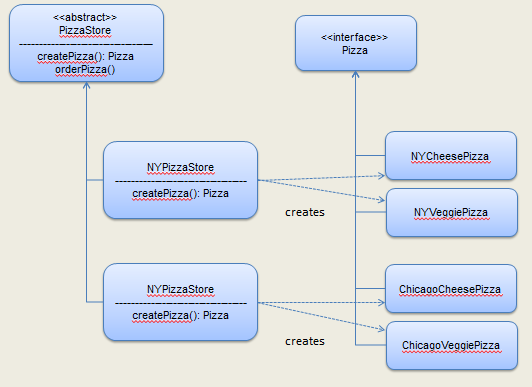 <<abstract>>
PizzaStore
------------------------------------
createPizza(): Pizza
orderPizza()
<<interface>>
Pizza
NYPizzaStore
------------------------------------
createPizza(): Pizza
NYCheesePizza
NYVeggiePizza
creates
NYPizzaStore
------------------------------------
createPizza(): Pizza
ChicagoCheesePizza
ChicagoVeggiePizza
creates